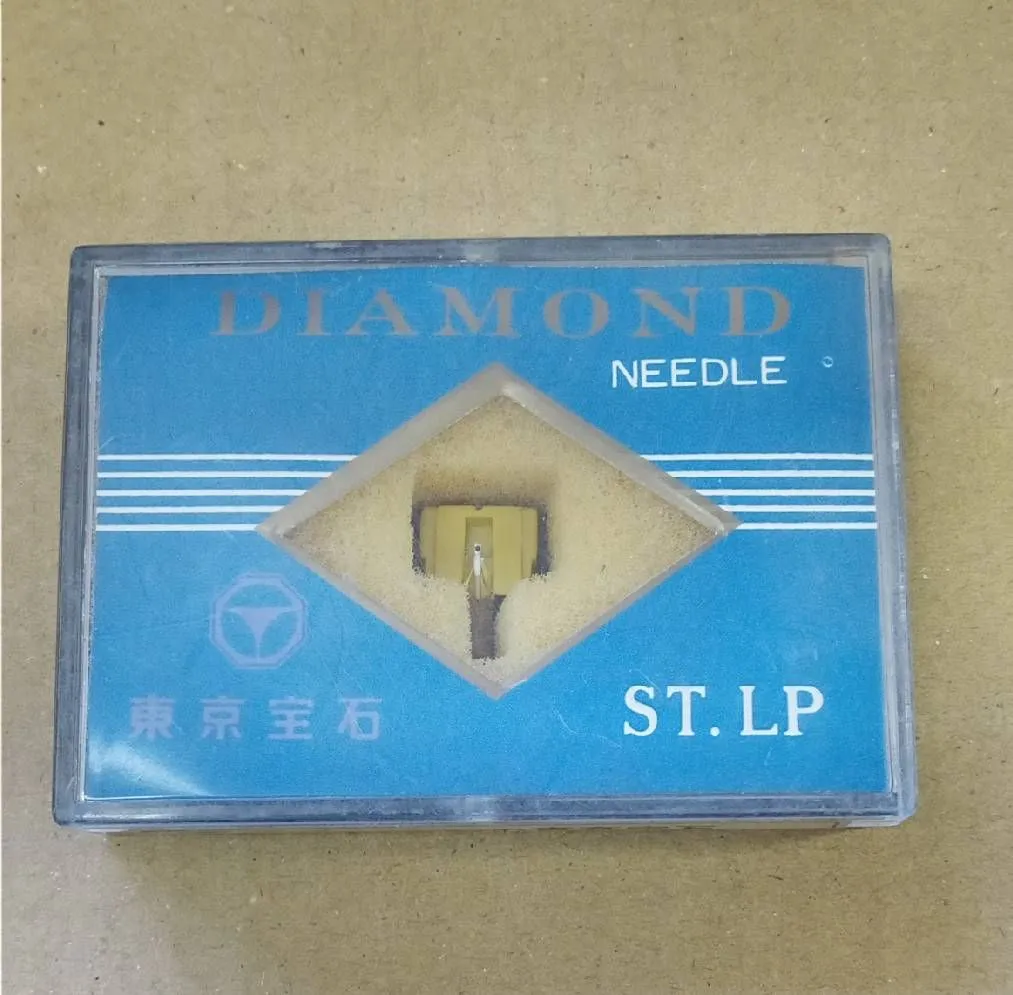 DIAMOND
NEEDLE
東京宝石
ST. LP